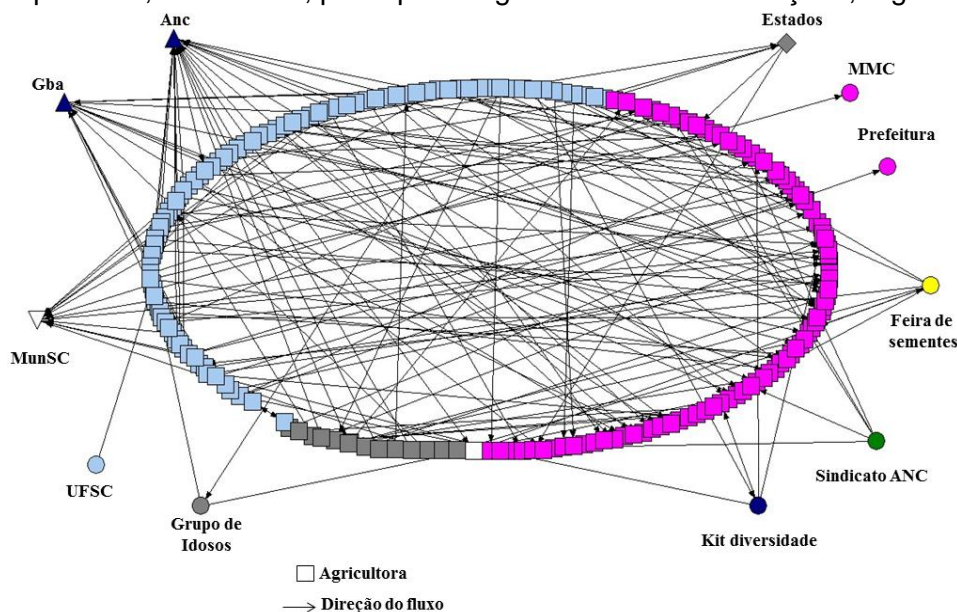 Anc
Estados
Gba
MMC
Prefeitura
Feira de
sementes
MunSC
Sindicato ANC
UFSC
Grupo de
Idosos
Kit diversidade
Agricultora
Direção do fluxo